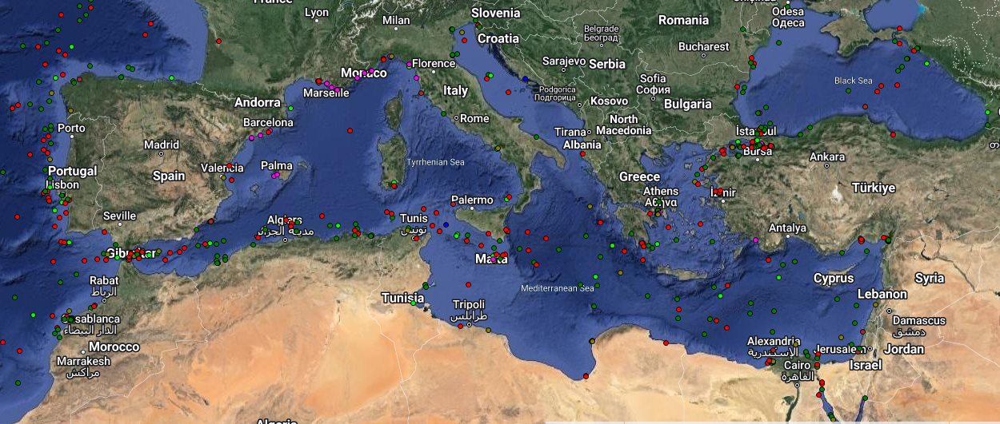 France
Lyon
Milan
Slovenia
Croatia
Romania
Chișinău
Odesa
Одеса
Belgrade
Београд
Bucharest
Florence
Sarajevo
Serbia
Monaco
Marseille
Italy
Sofia
София
Black Sea
Andorra
Podgorica
Подгорица
Kosovo
Bulgaria
Barcelona
Rome
North
Macedonia
Porto
Tirana
Albania
İstanbul
Bursa
Madrid
Ankara
Palma
Tyrrhenian Sea
Valencia
Portugal
Spain
Lisbon
Greece
Athens
Αθήνα
İzmir
Türkiye
Palermo
Seville
Algiers
مدينة الجزائر
Tunis
تونس
Antalya
Gibraltar
Malta
Rabat
الرباط
Mediterranean Sea
Cyprus
Syria
Tunisia
Tripoli
طرابلس
Lebanon
Casablanca
الدار البيضاء
Damascus
دمشق
Morocco
Marrakesh
مراكش
Alexandria
الإسكندرية
Jerusalem
Jordan
Cairo
القاهرة
Israel
Algeria